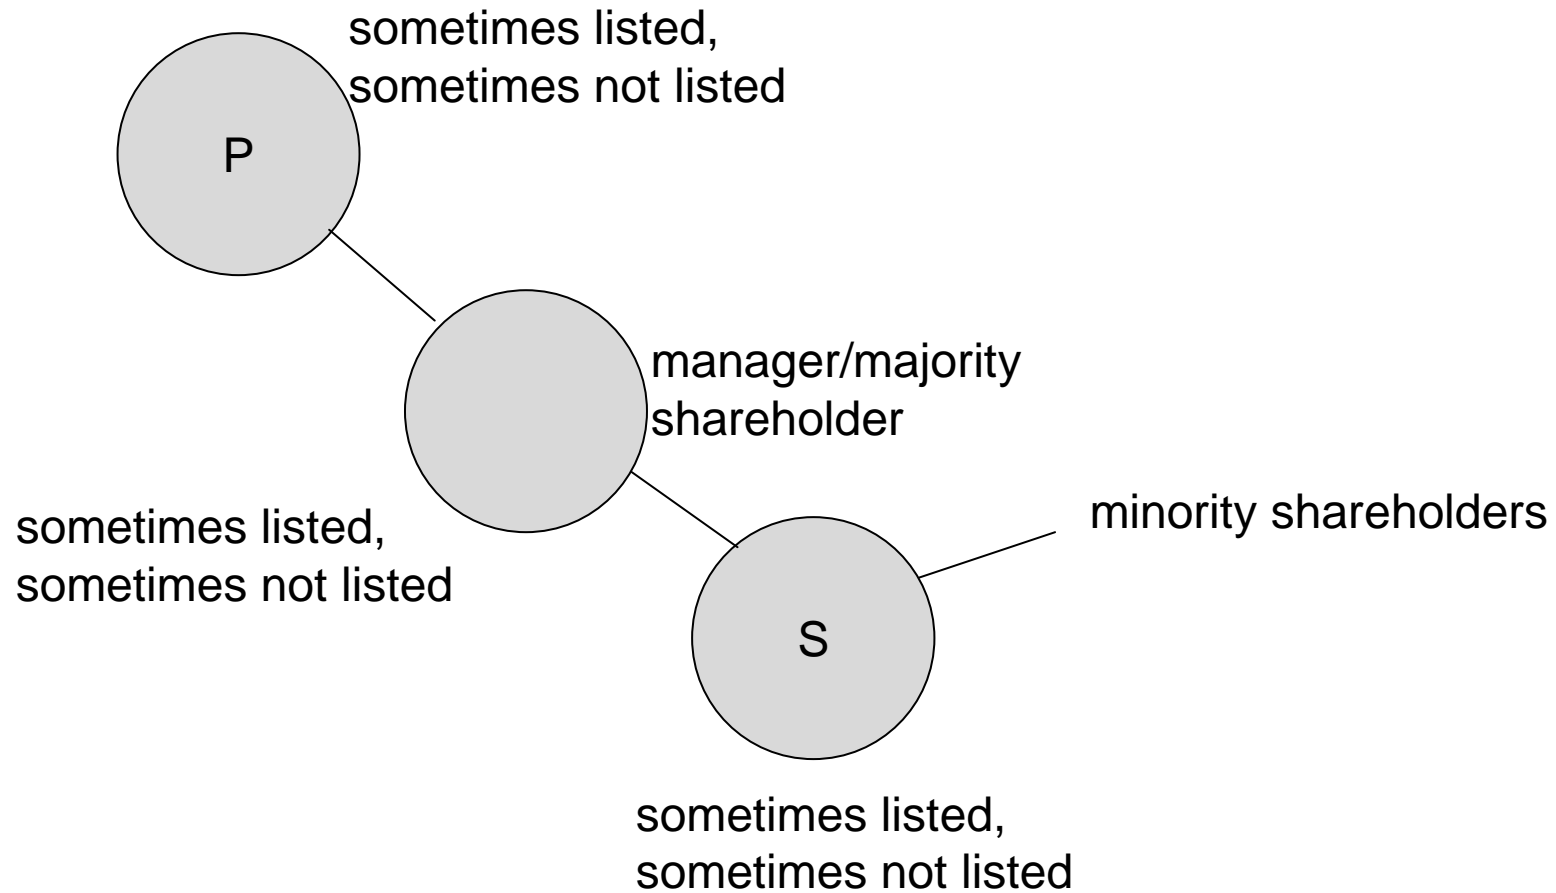 sometimes listed,
sometimes not listed
P
manager/majority
shareholder
sometimes listed,
sometimes not listed
minority shareholders
S
sometimes listed,
sometimes not listed